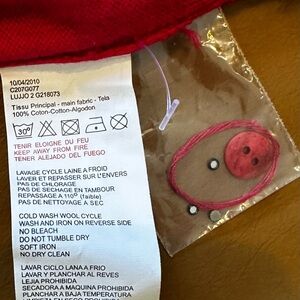 10/04/2010
C207G077
LUJJO 2 G218073
Tissu Principal - main fabric - Tela
100% Coton-Cotton-Algodon
30°
TENIR ELOIGNE DU FEU
KEEP AWAY FROM FIRE
TENER ALEJADO DEL FUEGO
LAVAGE CYCLE LAINE A FROID
LAVER ET REPASSER SUR L'ENVERS
PAS DE CHLORAGE
PAS DE SECHAGE EN TAMBOUR
REPASSAGE A 110° (faible)
PAS DE NETTOYAGE A SEC
COLD WASH WOOL CYCLE
WASH AND IRON ON REVERSE SIDE
NO BLEACH
DO NOT TUMBLE DRY
SOFT IRON
NO DRY CLEAN
LAVAR CICLO LANA A FRIO
LAVAR Y PLANCHAR AL REVES
LEJIA PROHIBIDA
SECADORA A MAQUINA PROHIBIDA
PLANCHAR A BAJA TEMPERATURA